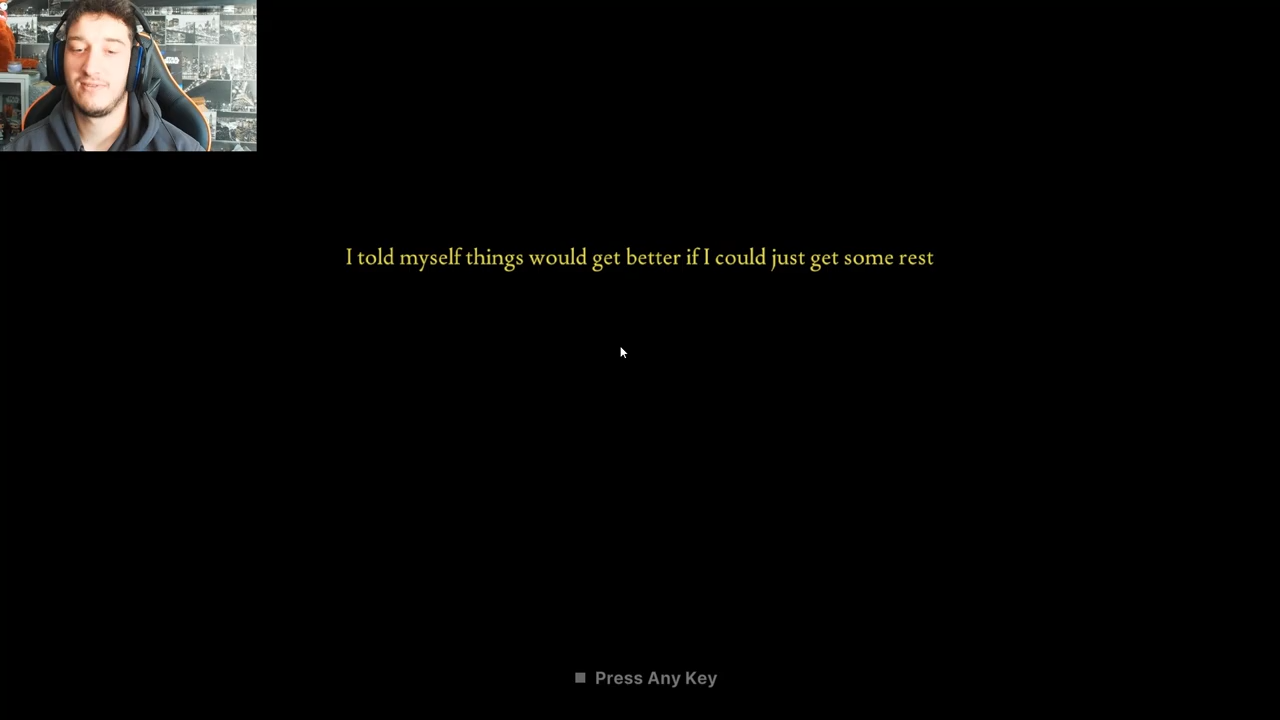 I told myself things would get better if I could just get some rest
Press Any Key